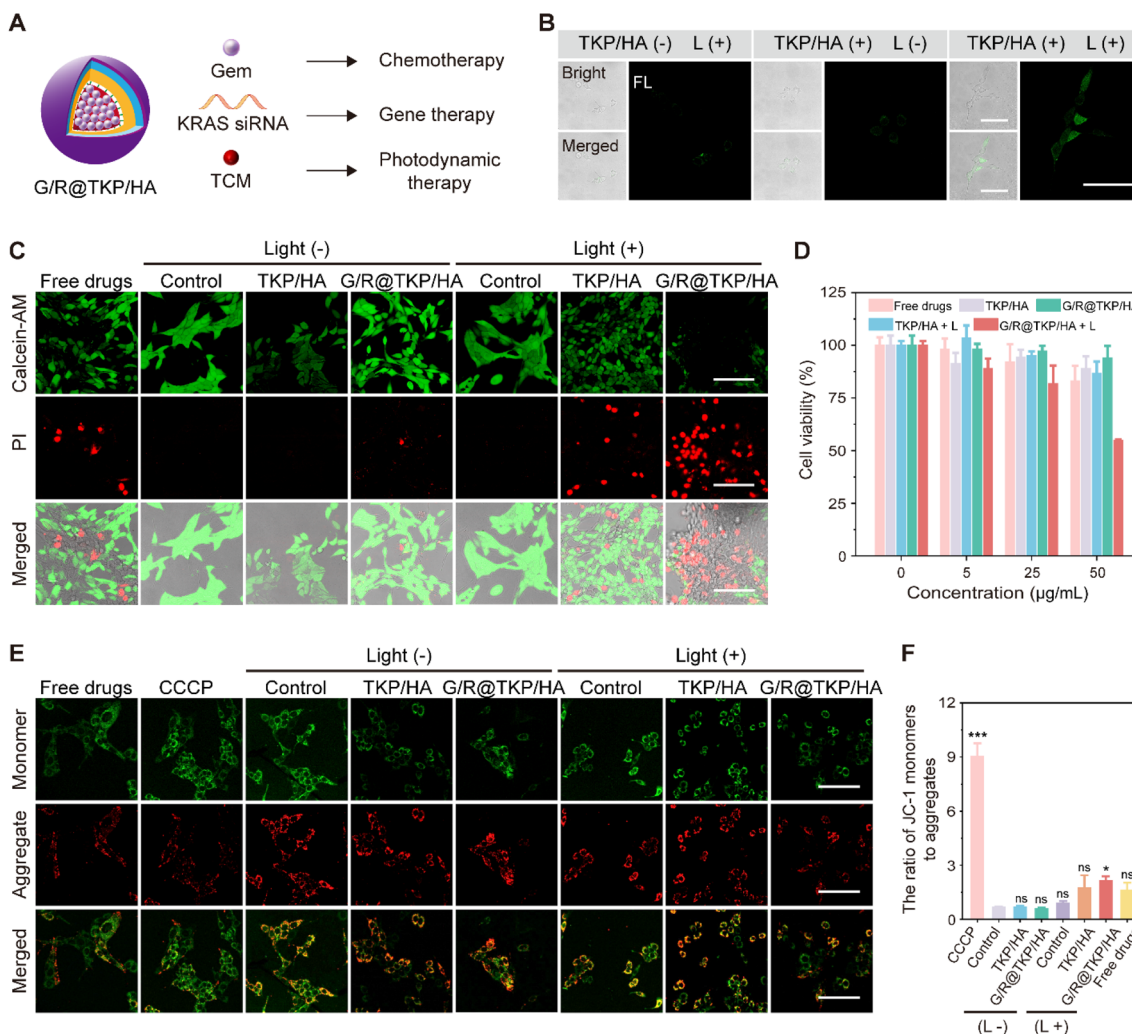 A
Gem
Chemotherapy
KRAS siRNA
Gene therapy
TCM
Photodynamic
therapy
G/R@TKP/HA
B
TKP/HA (-) L (+)
TKP/HA (+) L (-)
TKP/HA (+) L (+)
Bright
FL
Merged
C
Light (-)
Light (+)
Free drugs
Control
TKP/HA
G/R@TKP/HA
Control
TKP/HA
G/R@TKP/HA
Calcein-AM
PI
Merged
D
125
100
75
50
25
0
Cell viability (%)
Free drugs
TKP/HA
G/R@TKP/HA
TKP/HA + L
G/R@TKP/HA + L
0
5
25
50
Concentration (μg/mL)
E
Light (-)
Light (+)
Free drugs
CCCP
Control
TKP/HA
G/R@TKP/HA
Control
TKP/HA
G/R@TKP/HA
Monomer
Aggregate
Merged
F
The ratio of JC-1 monomers
to aggregates
12
9
6
3
0
***
ns
ns
ns
ns
*
ns
CCCP
Control
TKP/HA
G/R@TKP/HA
Control
TKP/HA
G/R@TKP/HA
Free drugs
(L -)
(L +)